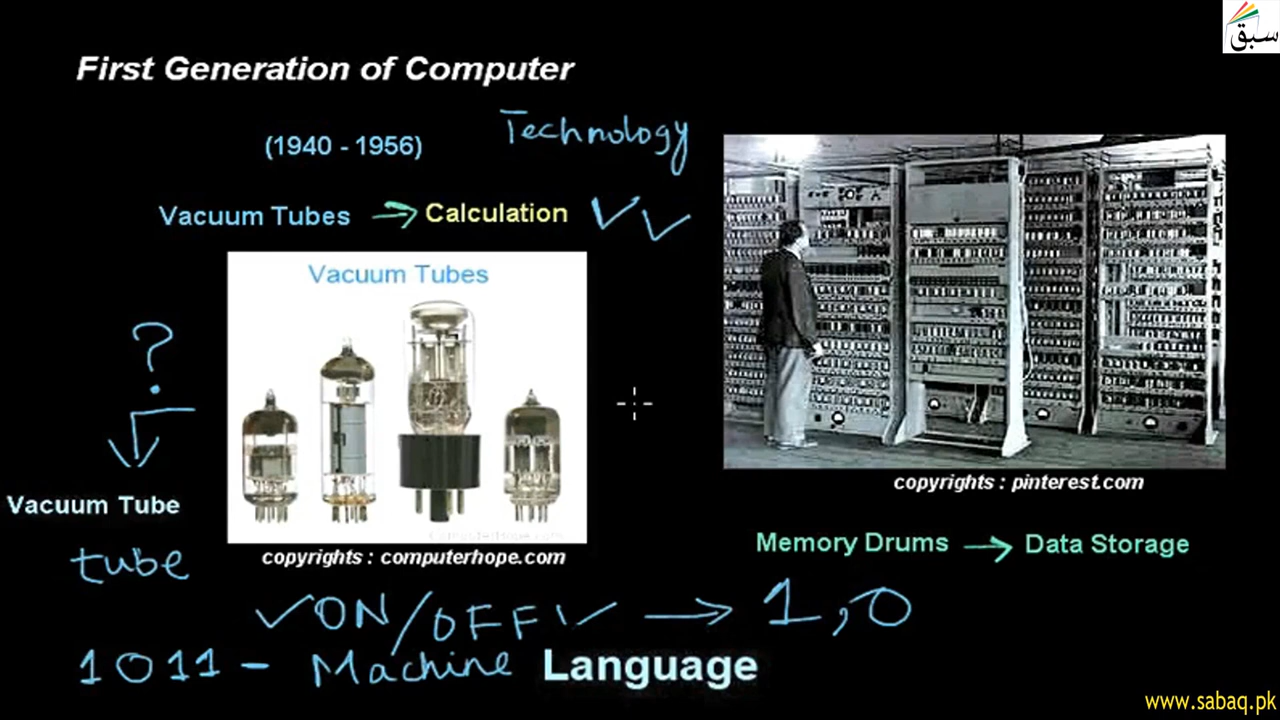 سبق
First Generation of Computer
(1940 - 1956)
Technology
Vacuum Tubes → Calculation
Vacuum Tubes
?
Vacuum Tube
tube
copyrights : computerhope.com
copyrights : pinterest.com
Memory Drums → Data Storage
ON/OFF → 1,0
1011 - Machine Language
www.sabaq.pk